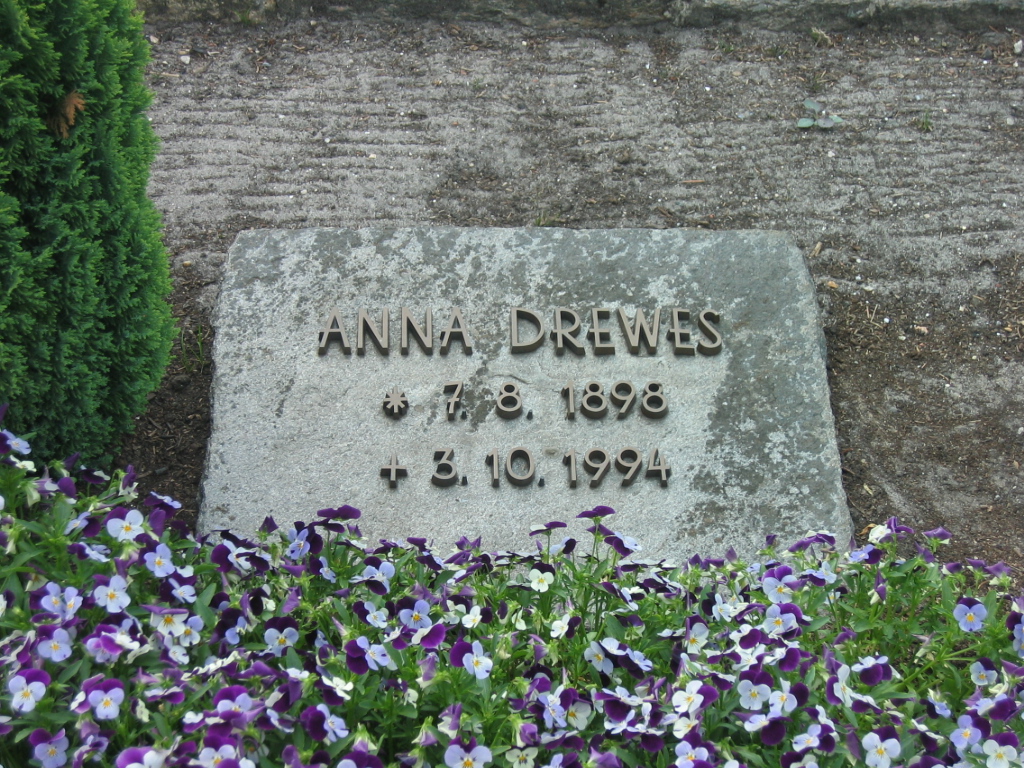 ANNA DREWES
* 7. 8. 1898
+ 3. 10. 1994